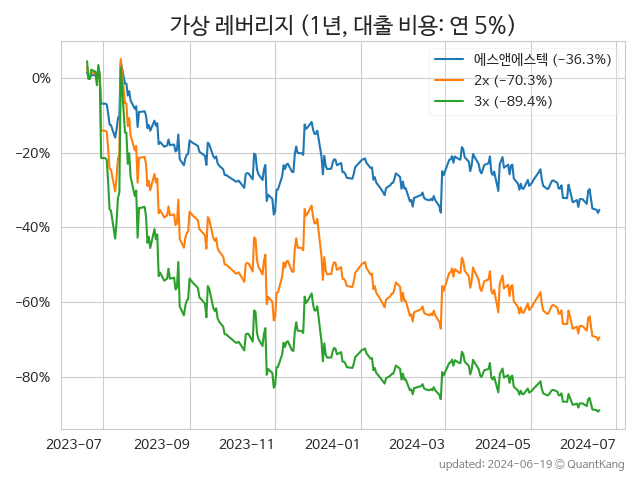 가상 레버리지 (1년, 대출 비용: 연 5%)
에스앤에스텍 (−36.3%)
2x (−70.3%)
3x (−89.4%)
0%
−20%
−40%
−60%
−80%
2023−07 2023−09 2023−11 2024−01 2024−03 2024−05 2024−07
updated: 2024-06-19 ⓒ QuantKang